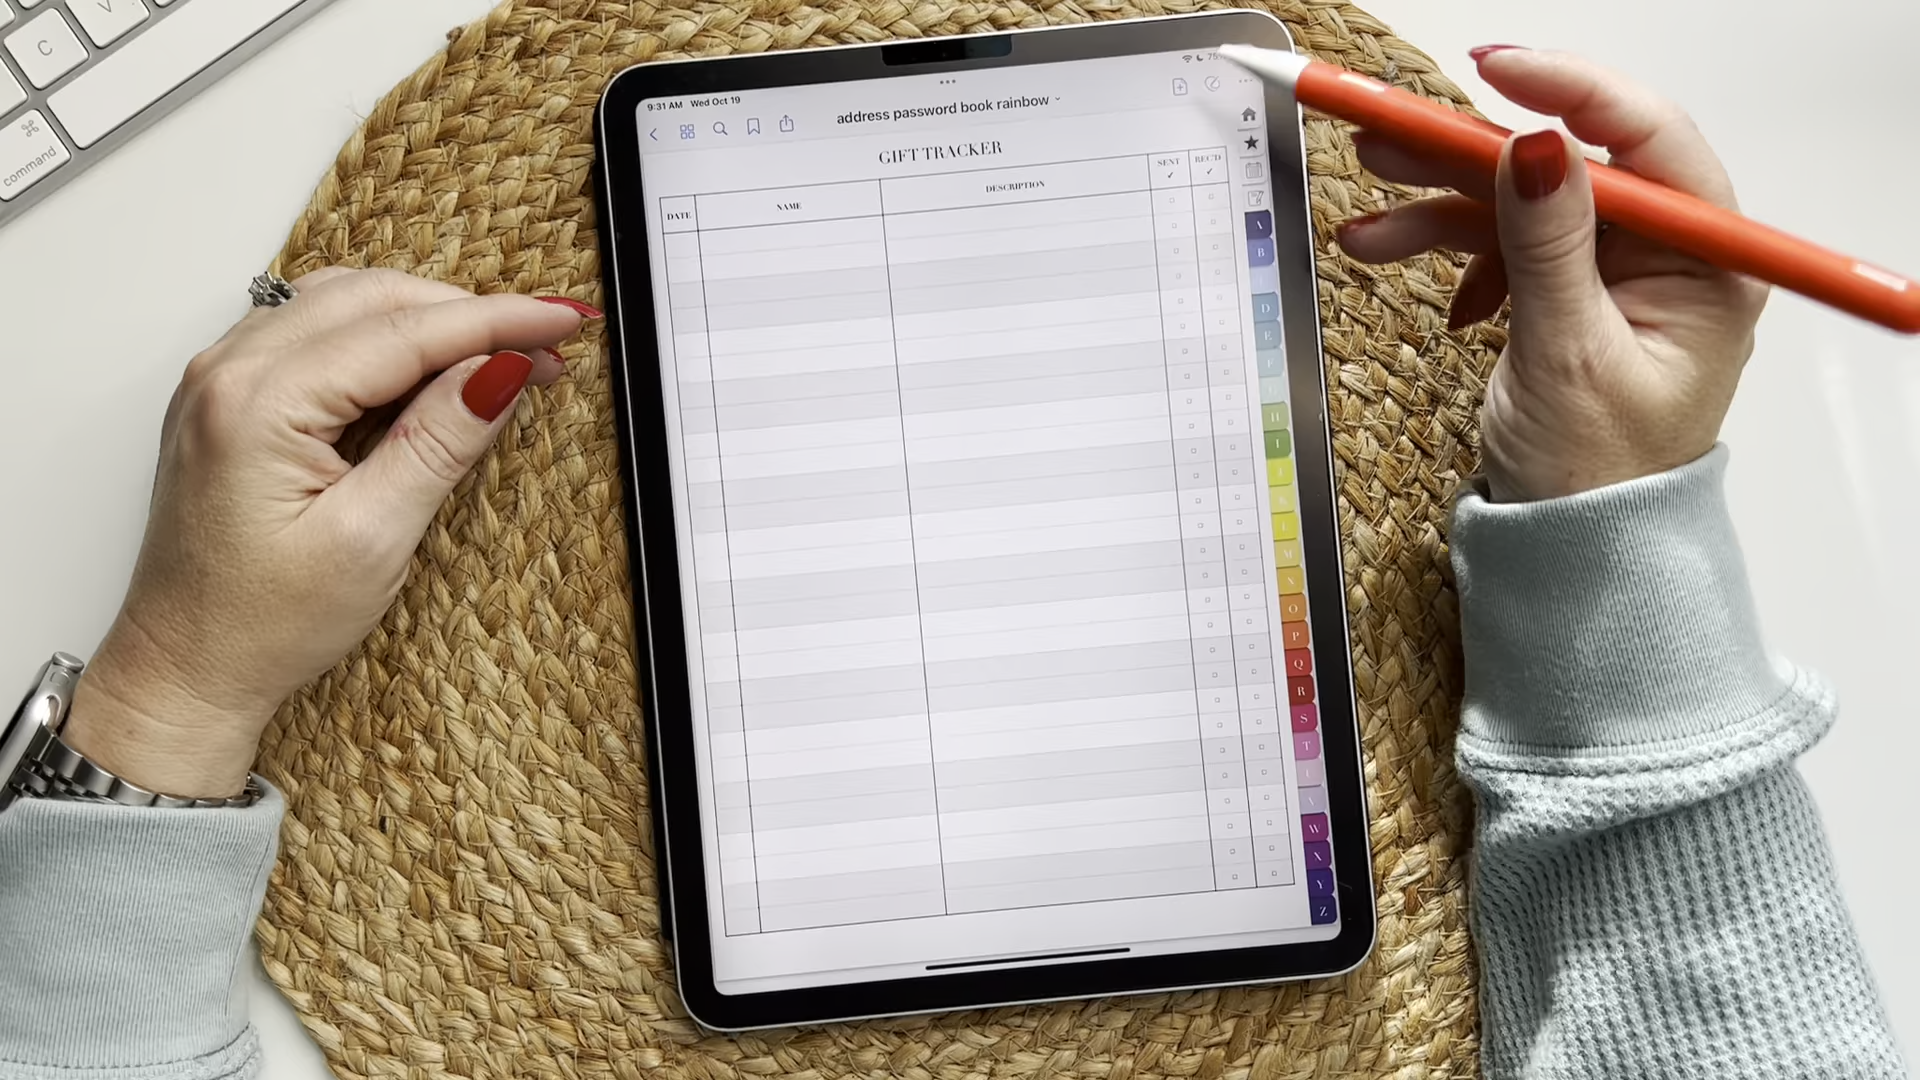 C
V
⌘
command
9:31 AM Wed Oct 19
address password book rainbow
GIFT TRACKER
DATE
NAME
DESCRIPTION
SENT
✓
REC'D
✓
A
B
D
E
F
H
I
J
K
L
M
N
O
P
Q
R
S
T
U
V
W
X
Y
Z